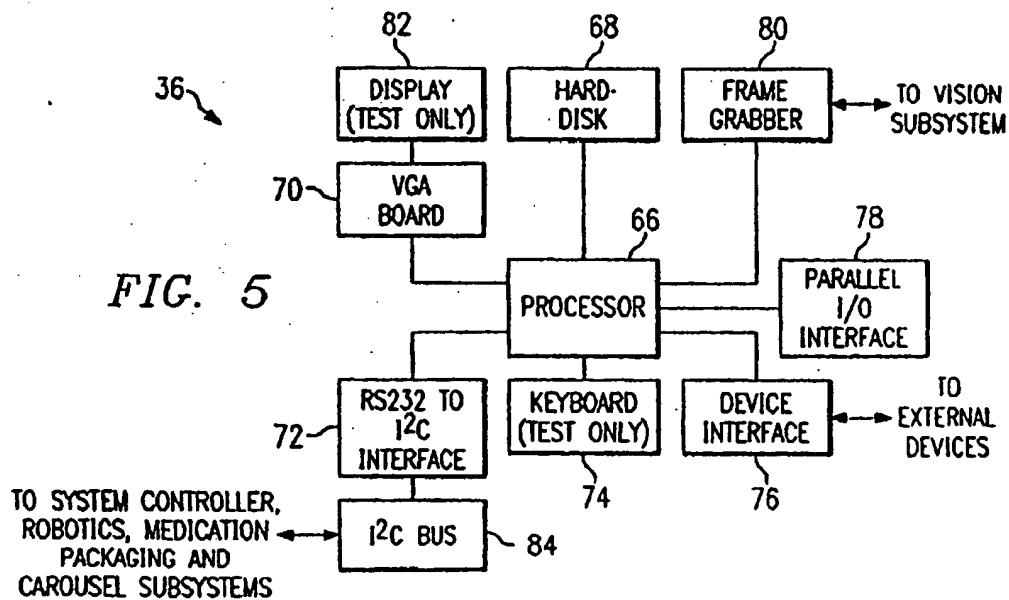 82
68
80
36
DISPLAY
(TEST ONLY)
HARD-
DISK
FRAME
GRABBER
TO VISION
SUBSYSTEM
70
VGA
BOARD
66
78
FIG. 5
PROCESSOR
PARALLEL
I/O
INTERFACE
72
RS232 TO
I²C
INTERFACE
KEYBOARD
(TEST ONLY)
DEVICE
INTERFACE
TO
EXTERNAL
DEVICES
74
76
TO SYSTEM CONTROLLER,
ROBOTICS, MEDICATION
PACKAGING AND
CAROUSEL SUBSYSTEMS
I²C BUS
84